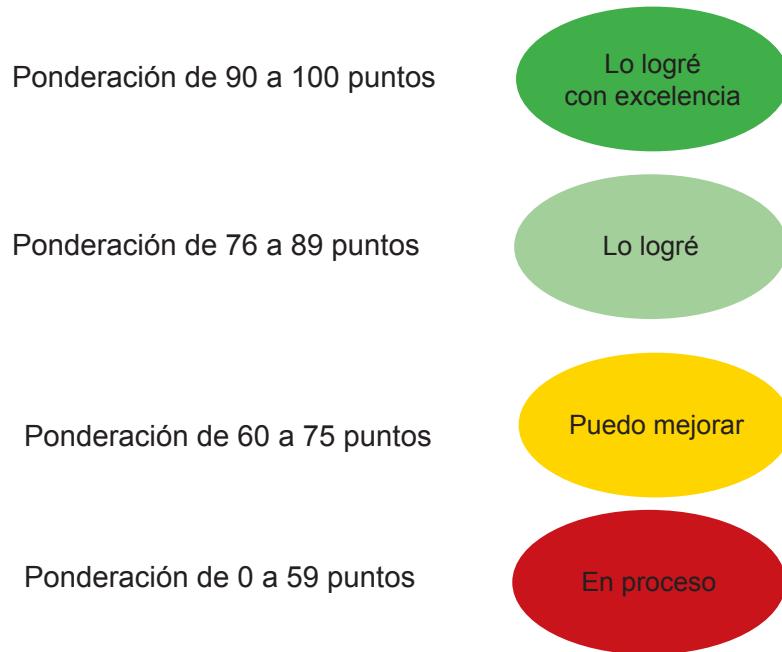 Ponderación de 90 a 100 puntos
Lo logré
con excelencia
Ponderación de 76 a 89 puntos
Lo logré
Ponderación de 60 a 75 puntos
Puedo mejorar
Ponderación de 0 a 59 puntos
En proceso